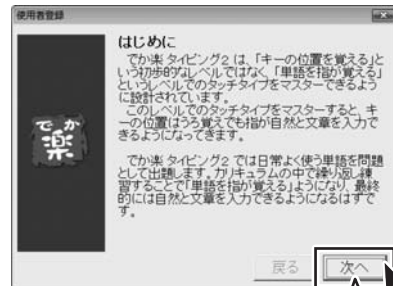 使用者登録
はじめに
でか楽 タイピング2 は、「キーの位置を覚える」と
いう初歩的なレベルではなく、「単語を指が覚える」
というレベルでのタッチタイプをマスターできるよう
に設計されています。
このレベルでのタッチタイプをマスターすると、キ
ーの位置はうろ覚えでも指が自然と文章を入力で
きるようになってきます。
でか楽 タイピング2 では日常よく使う単語を問題
として出題します。カリキュラムの中で繰り返し練
習することで「単語を指が覚える」ようになり、最終
的には自然と文章を入力できるようになるはずで
す。
でか
楽
戻る
次へ